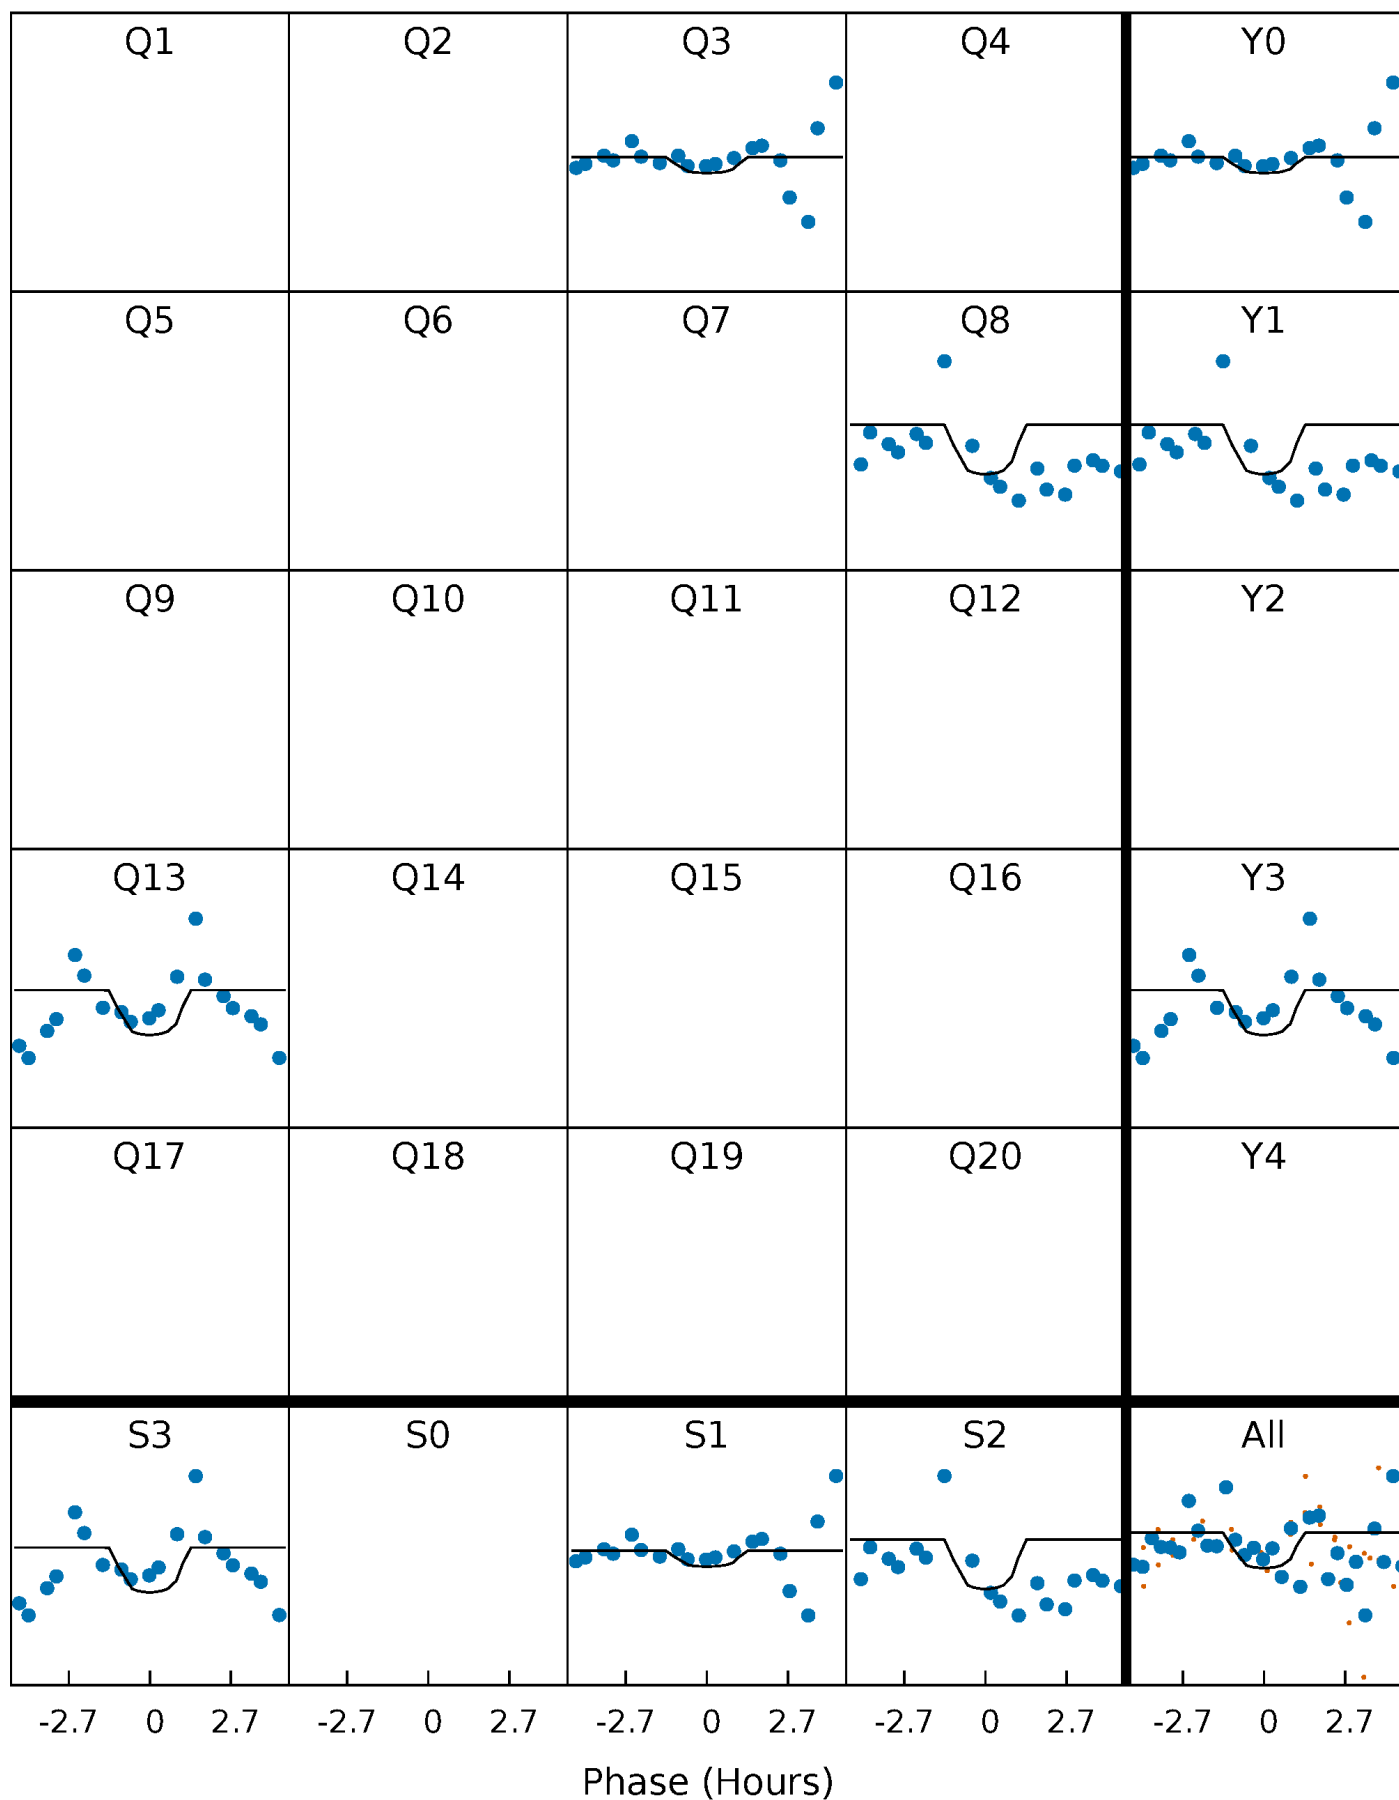 Q1 Q2 Q3 Q4 Y0
Q5 Q6 Q7 Q8 Y1
Q9 Q10 Q11 Q12 Y2
Q13 Q14 Q15 Q16 Y3
Q17 Q18 Q19 Q20 Y4
S3 S0 S1 S2 All
-2.7 0 2.7 -2.7 0 2.7 -2.7 0 2.7 -2.7 0 2.7 -2.7 0 2.7
Phase (Hours)